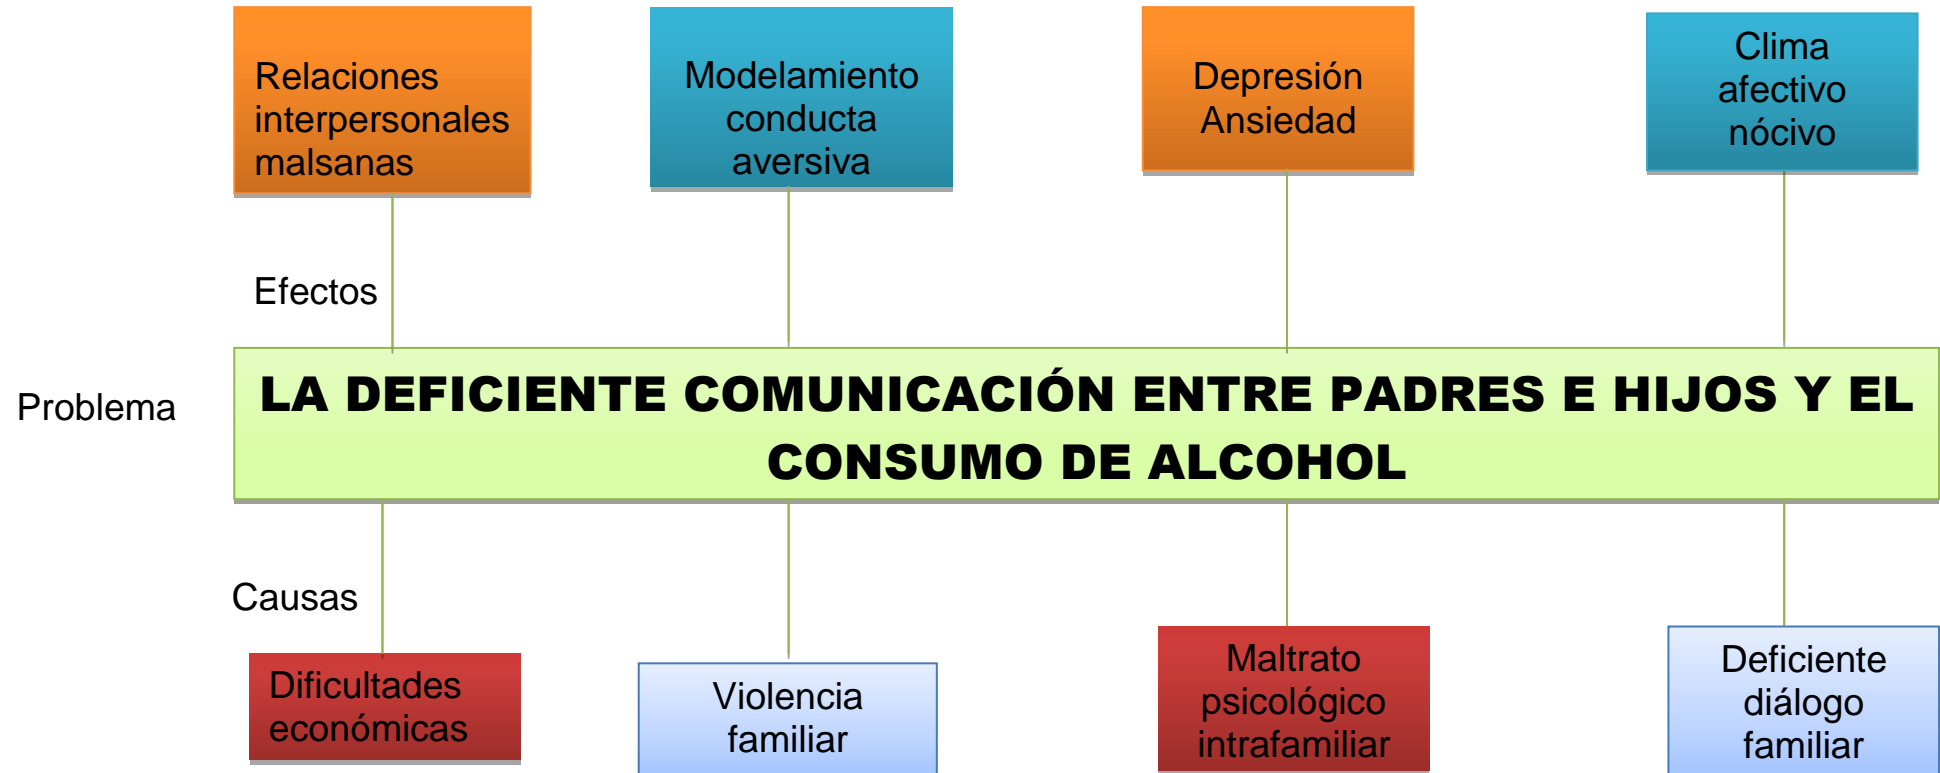 Relaciones
interpersonales
malsanas
Modelamiento
conducta
aversiva
Depresión
Ansiedad
Clima
afectivo
nócivo
Efectos
Problema
LA DEFICIENTE COMUNICACIÓN ENTRE PADRES E HIJOS Y EL
CONSUMO DE ALCOHOL
Causas
Dificultades
económicas
Violencia
familiar
Maltrato
psicológico
intrafamiliar
Deficiente
diálogo
familiar